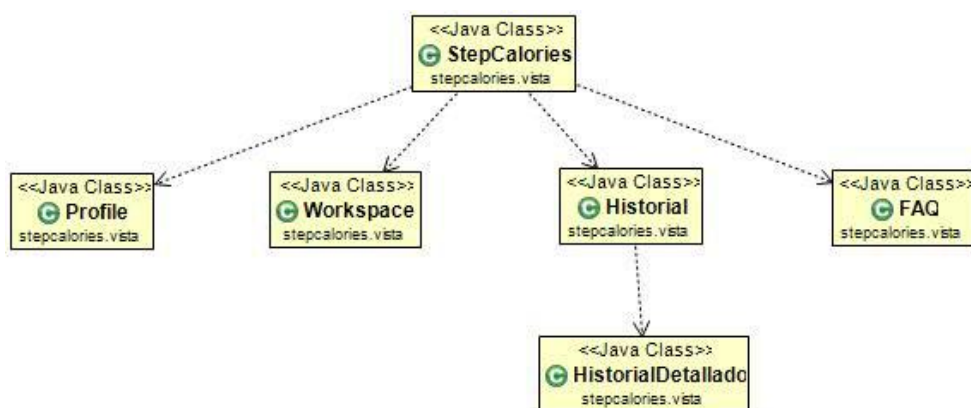 <<Java Class>>
C StepCalories
stepcalories.vista
<<Java Class>>
C Profile
stepcalories.vista
<<Java Class>>
C Workspace
stepcalories.vista
<<Java Class>>
C Historial
stepcalories.vista
<<Java Class>>
C FAQ
stepcalories.vista
<<Java Class>>
C HistorialDetallado
stepcalories.vista